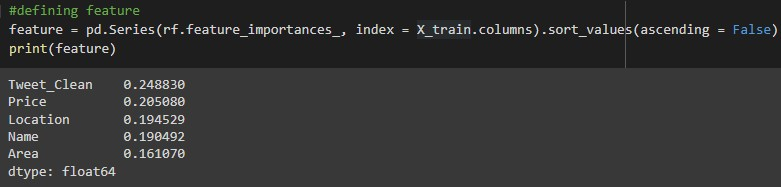 #defining feature
feature = pd.Series(rf.feature_importances_, index = X_train.columns).sort_values(ascending = False)
print(feature)
Tweet_Clean    0.248830
Price          0.205080
Location       0.194529
Name           0.190492
Area           0.161070
dtype: float64